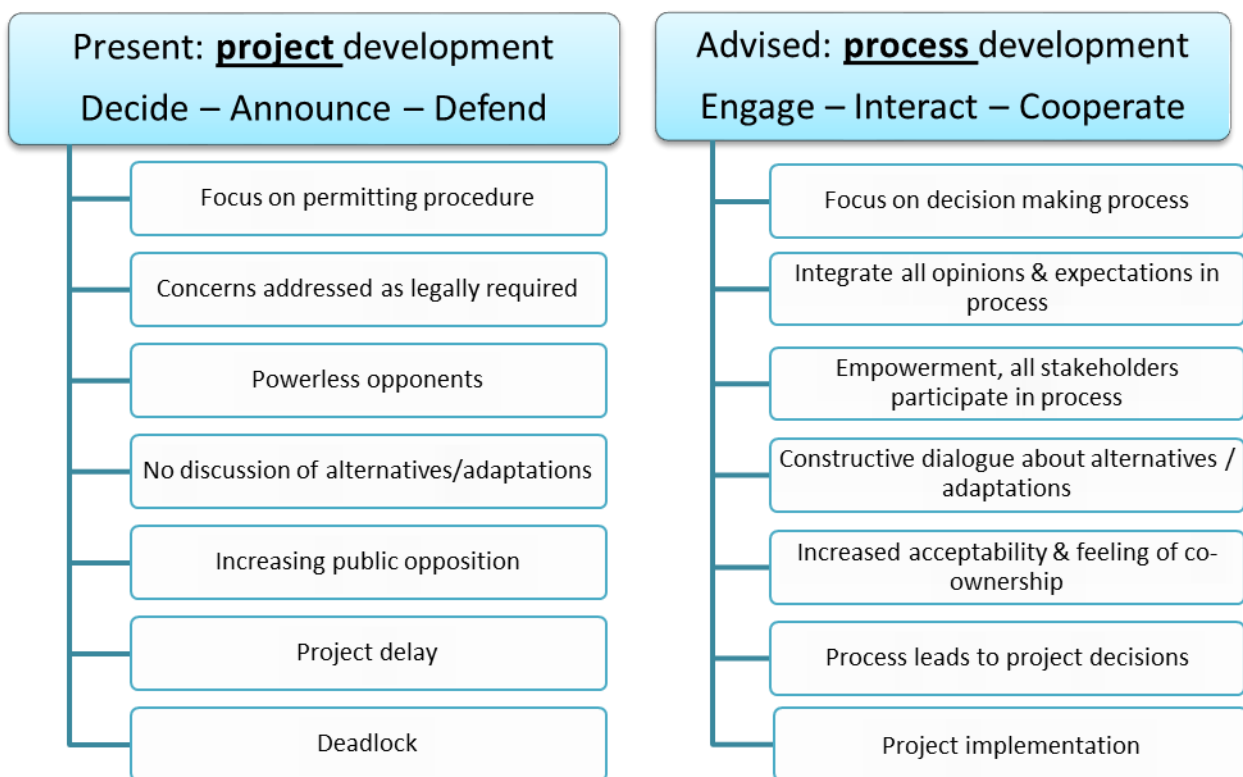 Present: project development
Decide – Announce – Defend
Focus on permitting procedure
Concerns addressed as legally required
Powerless opponents
No discussion of alternatives/adaptations
Increasing public opposition
Project delay
Deadlock
Advised: process development
Engage – Interact – Cooperate
Focus on decision making process
Integrate all opinions & expectations in
process
Empowerment, all stakeholders
participate in process
Constructive dialogue about alternatives /
adaptations
Increased acceptability & feeling of co-
ownership
Process leads to project decisions
Project implementation